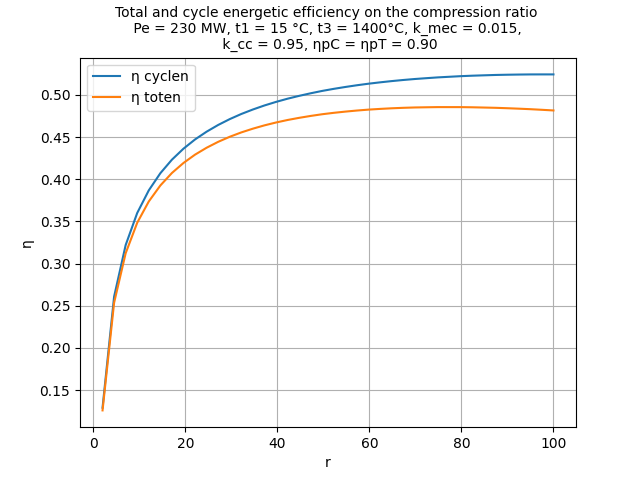 Total and cycle energetic efficiency on the compression ratio
Pe = 230 MW, t1 = 15 °C, t3 = 1400°C, k_mec = 0.015,
k_cc = 0.95, ηpC = ηpT = 0.90
η cyclen
η toten
0.50
0.45
0.40
0.35
0.30
0.25
0.20
0.15
η
0 20 40 60 80 100
r